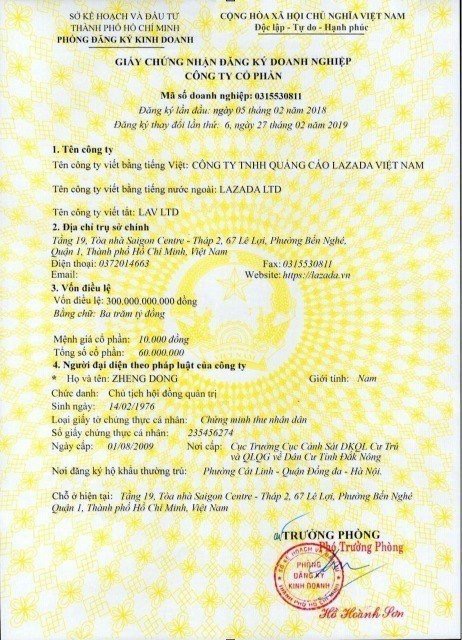 SỞ KẾ HOẠCH VÀ ĐẦU TƯ
THÀNH PHỐ HỒ CHÍ MINH
PHÒNG ĐĂNG KÝ KINH DOANH
CỘNG HÒA XÃ HỘI CHỦ NGHĨA VIỆT NAM
Độc lập - Tự do - Hạnh phúc
GIẤY CHỨNG NHẬN ĐĂNG KÝ DOANH NGHIỆP
CÔNG TY CỔ PHẦN
Mã số doanh nghiệp: 0315530811
Đăng ký lần đầu: ngày 05 tháng 02 năm 2018
Đăng ký thay đổi lần thứ: 6, ngày 27 tháng 02 năm 2019
1. Tên công ty
Tên công ty viết bằng tiếng Việt: CÔNG TY TNHH QUẢNG CÁO LAZADA VIỆT NAM
Tên công ty viết bằng tiếng nước ngoài: LAZADA LTD
Tên công ty viết tắt: LAV LTD
2. Địa chỉ trụ sở chính
Tầng 19, Tòa nhà Saigon Centre - Tháp 2, 67 Lê Lợi, Phường Bến Nghé,
Quận 1, Thành phố Hồ Chí Minh, Việt Nam
Điện thoại: 0372014663 Fax: 0315530811
Email: Website: https://lazada.vn
3. Vốn điều lệ
Vốn điều lệ: 300.000.000.000 đồng
Bằng chữ: Ba trăm tỷ đồng
Mệnh giá cổ phần: 10.000 đồng
Tổng số cổ phần: 60.000.000
4. Người đại diện theo pháp luật của công ty
* Họ và tên: ZHENG DONG Giới tính: Nam
Chức danh: Chủ tịch hội đồng quản trị
Sinh ngày: 14/02/1976
Loại giấy tờ chứng thực cá nhân: Chứng minh thư nhân dân
Số giấy chứng thực cá nhân: 235456274
Ngày cấp: 01/08/2009 Nơi cấp: Cục Trưởng Cục Cảnh Sát DKQL Cư Trú
và QLQG về Dân Cư Tỉnh Đăk Nông
Nơi đăng ký hộ khẩu thường trú: Phường Cát Linh - Quận Đống đa - Hà Nội.
Chỗ ở hiện tại: Tầng 19, Tòa nhà Saigon Centre - Tháp 2, 67 Lê Lợi, Phường Bến Nghé
Quận 1, Thành phố Hồ Chí Minh, Việt Nam
TRƯỞNG PHÒNG
Phó Trưởng Phòng
SỞ KẾ HOẠCH VÀ ĐẦU TƯ
PHÒNG
ĐĂNG KÝ
KINH DOANH
THÀNH PHỐ HỒ CHÍ MINH
Hồ Hoành Sơn